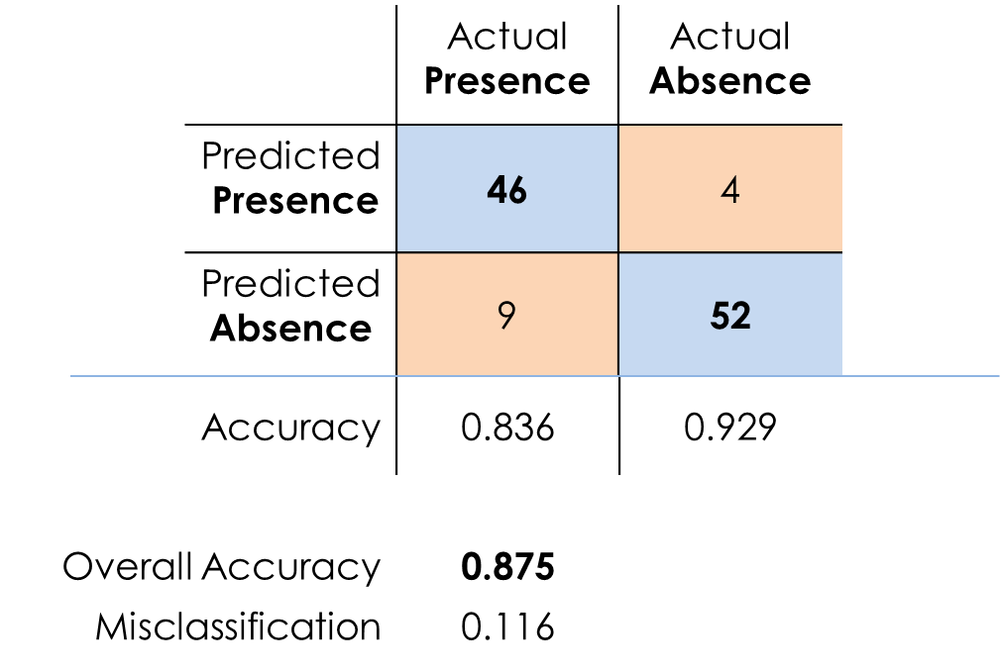 Actual Actual
Presence Absence
Predicted
Presence 46 4
Predicted
Absence 9 52
Accuracy 0.836 0.929
Overall Accuracy 0.875
Misclassification 0.116